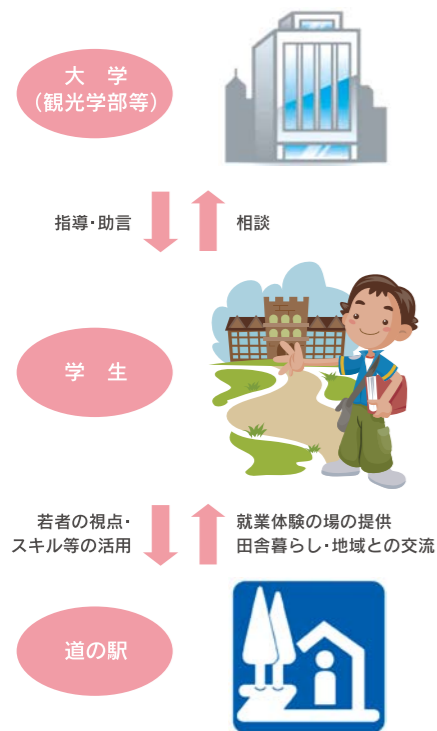 大　学
（観光学部等）
指導・助言
相談
学　生
若者の視点・
スキル等の活用
就業体験の場の提供
田舎暮らし・地域との交流
道の駅